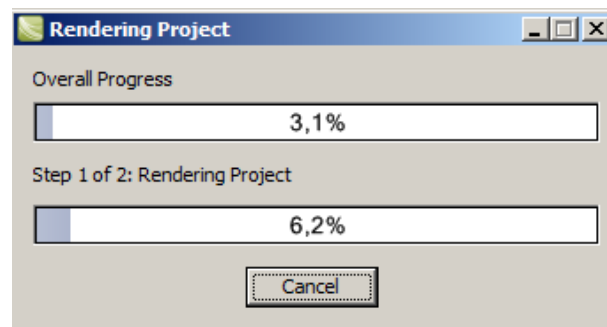 Rendering Project
Overall Progress
3,1%
Step 1 of 2: Rendering Project
6,2%
Cancel